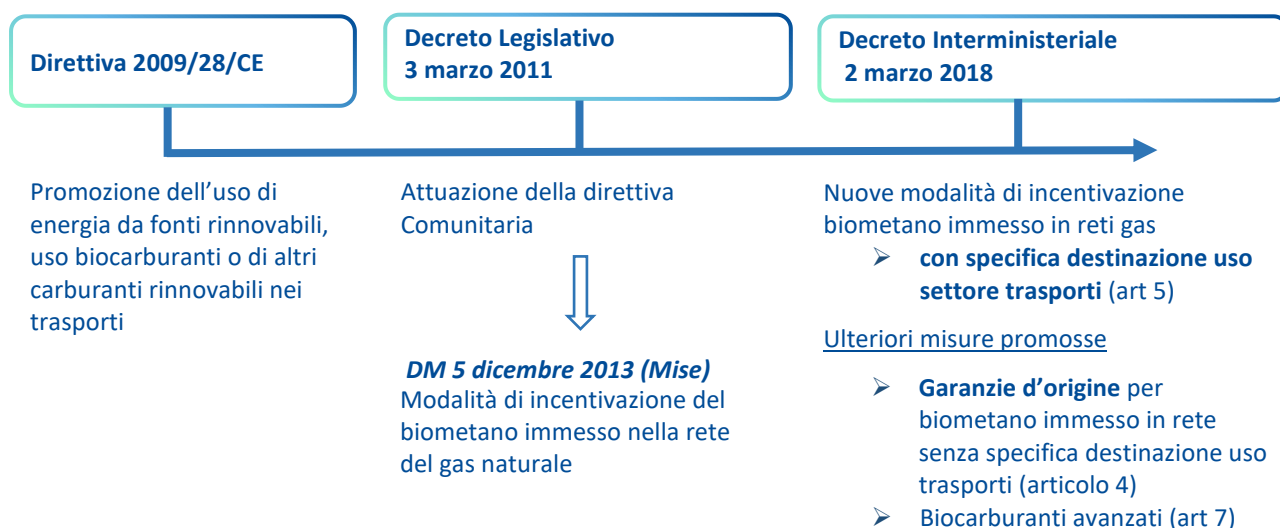 Direttiva 2009/28/CE
Decreto Legislativo
3 marzo 2011
Decreto Interministeriale
2 marzo 2018
Promozione dell'uso di
energia da fonti rinnovabili,
uso biocarburanti o di altri
carburanti rinnovabili nei
trasporti
Attuazione della direttiva
Comunitaria
DM 5 dicembre 2013 (Mise)
Modalità di incentivazione del
biometano immesso nella rete
del gas naturale
Nuove modalità di incentivazione
biometano immesso in reti gas
➢ con specifica destinazione uso
settore trasporti (art 5)
Ulteriori misure promosse
➢ Garanzie d'origine per
biometano immesso in rete
senza specifica destinazione uso
trasporti (articolo 4)
➢ Biocarburanti avanzati (art 7)